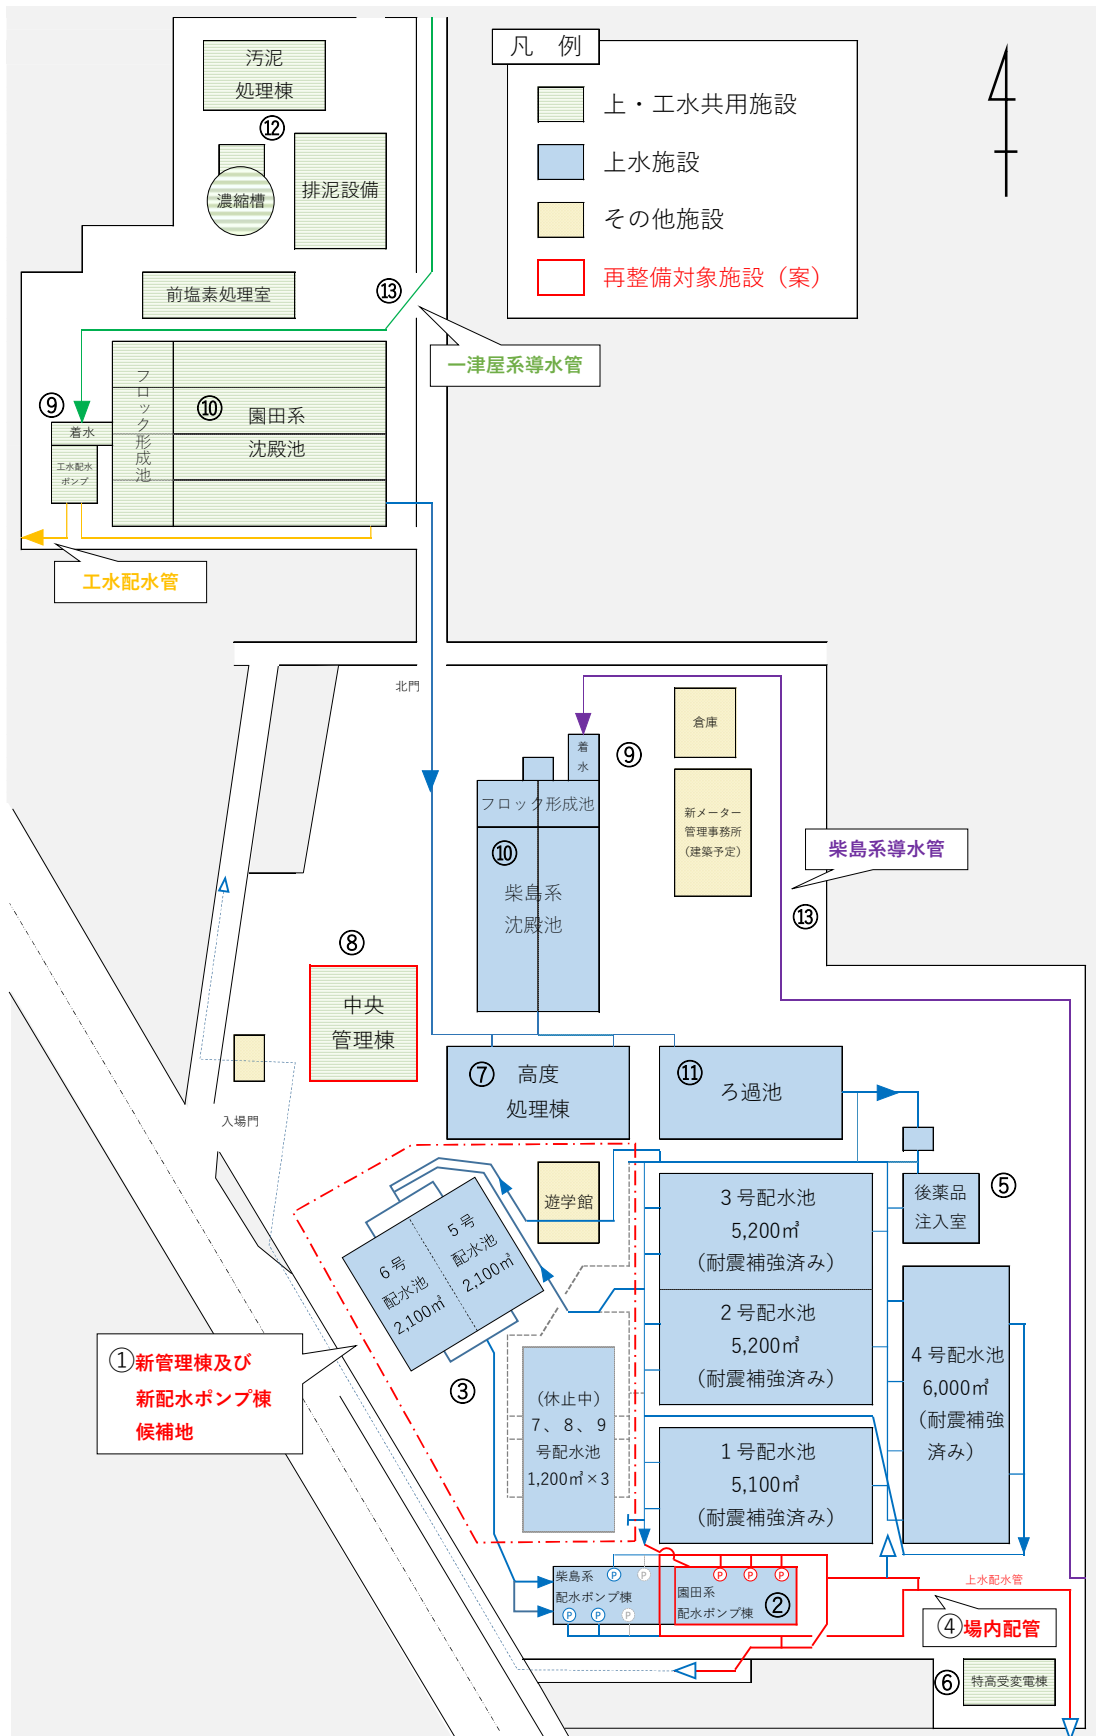 凡 例
上・工水共用施設
上水施設
その他施設
再整備対象施設（案）
汚泥
処理棟
⑫
濃縮槽
排泥設備
前塩素処理室
⑬
一津屋系導水管
フロック形成池
⑩
園田系
沈殿池
⑨
着水
工水配水
ポンプ
工水配水管
北門
着
水
⑨
倉庫
フロック形成池
新メーター
管理事務所
(建築予定)
柴島系導水管
⑩
柴島系
沈殿池
⑬
⑧
中央
管理棟
⑦
高度
処理棟
⑪
ろ過池
入場門
遊学館
⑤
後薬品
注入室
3号配水池
5,200㎥
(耐震補強済み)
5号
配水池
2,100㎥
6号
配水池
2,100㎥
2号配水池
5,200㎥
(耐震補強済み)
4号配水池
6,000㎥
(耐震補強
済み)
①新管理棟及び
新配水ポンプ棟
候補地
③
(休止中)
7、8、9
号配水池
1,200㎥×3
1号配水池
5,100㎥
(耐震補強済み)
柴島系
配水ポンプ棟
P
P
P
P
P
園田系
配水ポンプ棟
②
P
P
P
上水配水管
④場内配管
⑥
特高受変電棟